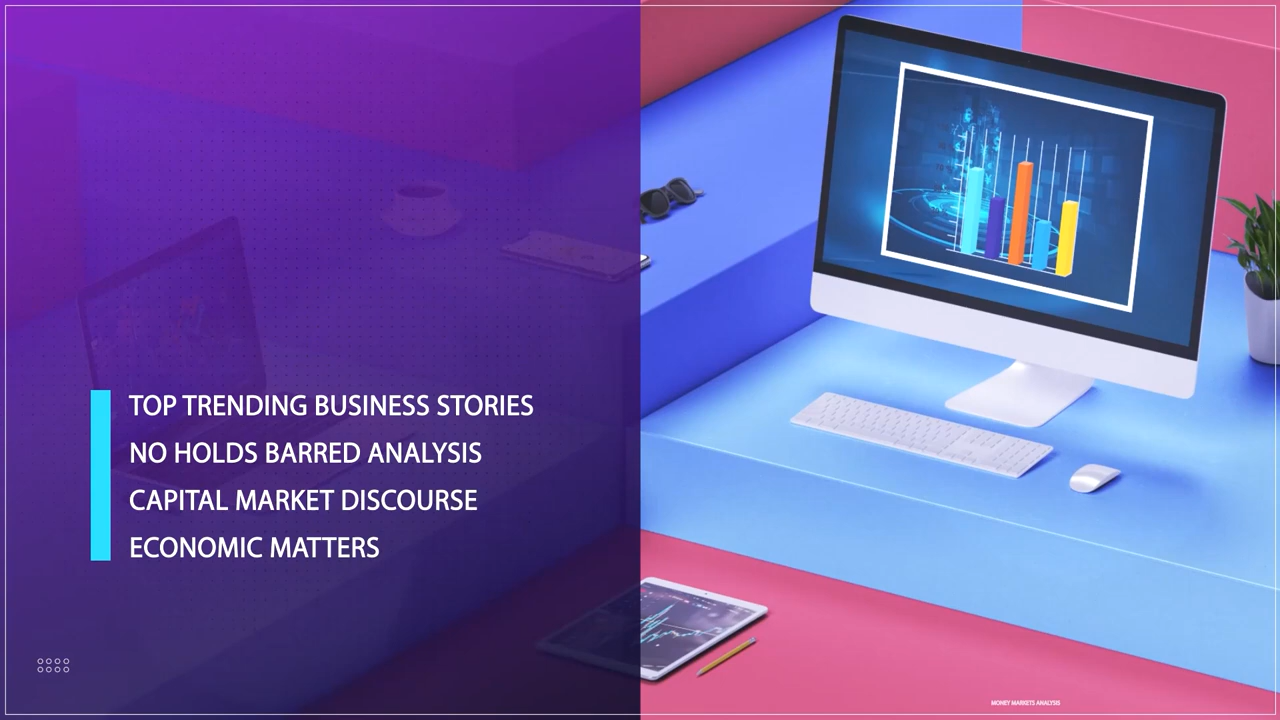 TOP TRENDING BUSINESS STORIES
NO HOLDS BARRED ANALYSIS
CAPITAL MARKET DISCOURSE
ECONOMIC MATTERS
MONEY MARKETS ANALYSIS